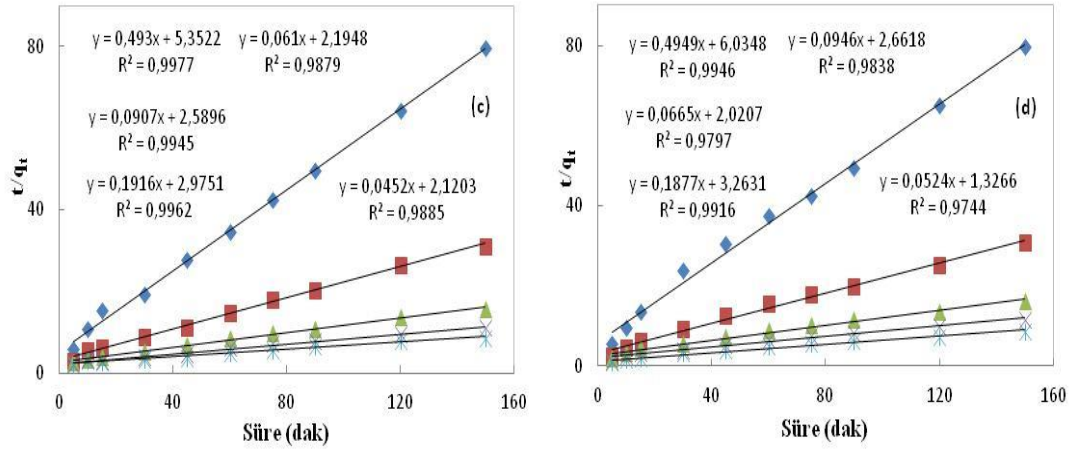 80
40
0
t/qₜ
y = 0,493x + 5,3522
R² = 0,9977
y = 0,061x + 2,1948
R² = 0,9879
y = 0,0907x + 2,5896
R² = 0,9945
(c)
y = 0,1916x + 2,9751
R² = 0,9962
y = 0,0452x + 2,1203
R² = 0,9885
0 40 80 120 160
Süre (dak)
80
40
0
t/qₜ
y = 0,4949x + 6,0348
R² = 0,9946
y = 0,0946x + 2,6618
R² = 0,9838
(d)
y = 0,0665x + 2,0207
R² = 0,9797
y = 0,1877x + 3,2631
R² = 0,9916
y = 0,0524x + 1,3266
R² = 0,9744
0 40 80 120 160
Süre (dak)